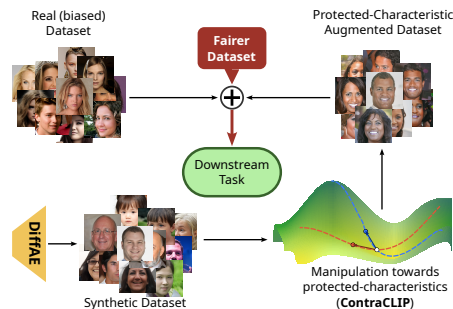 Real (biased)
Dataset
Fairer
Dataset
Protected-Characteristic
Augmented Dataset
Downstream
Task
DiffAE
Synthetic Dataset
Manipulation towards
protected-characteristics
(ContraCLIP)